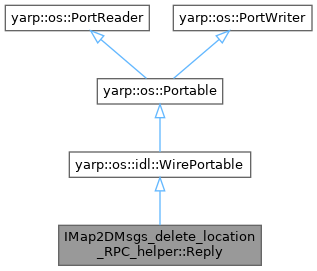 yarp::os::PortReader
yarp::os::PortWriter
yarp::os::Portable
yarp::os::idl::WirePortable
IMap2DMsgs_delete_location
_RPC_helper::Reply